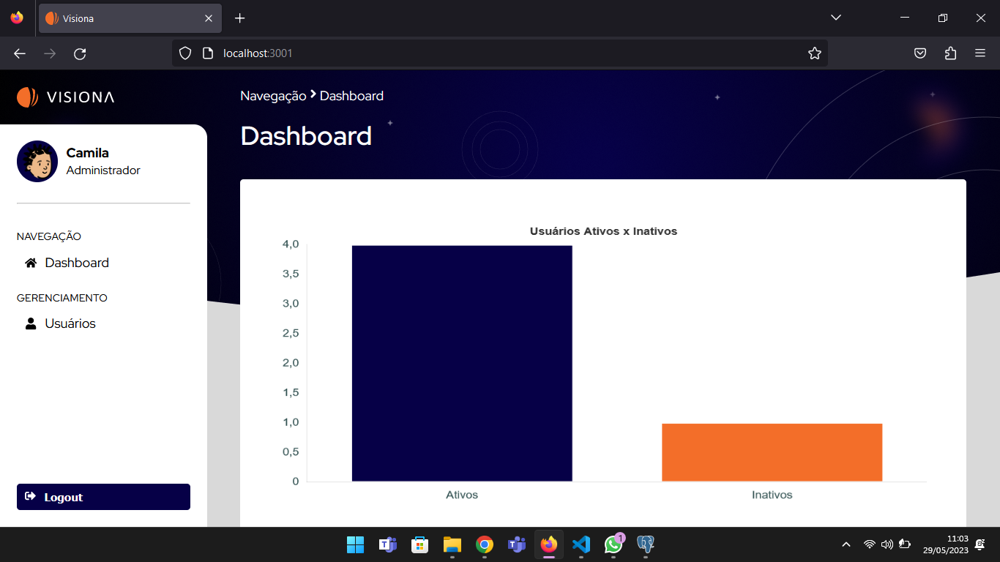 Visiona
localhost:3001
VISIONA
Navegação Dashboard
Dashboard
Camila
Administrador
NAVEGAÇÃO
Dashboard
GERENCIAMENTO
Usuários
Logout
Usuários Ativos x Inativos
4,0
3,5
3,0
2,5
2,0
1,5
1,0
0,5
0
Ativos
Inativos
1
11:03
29/05/2023